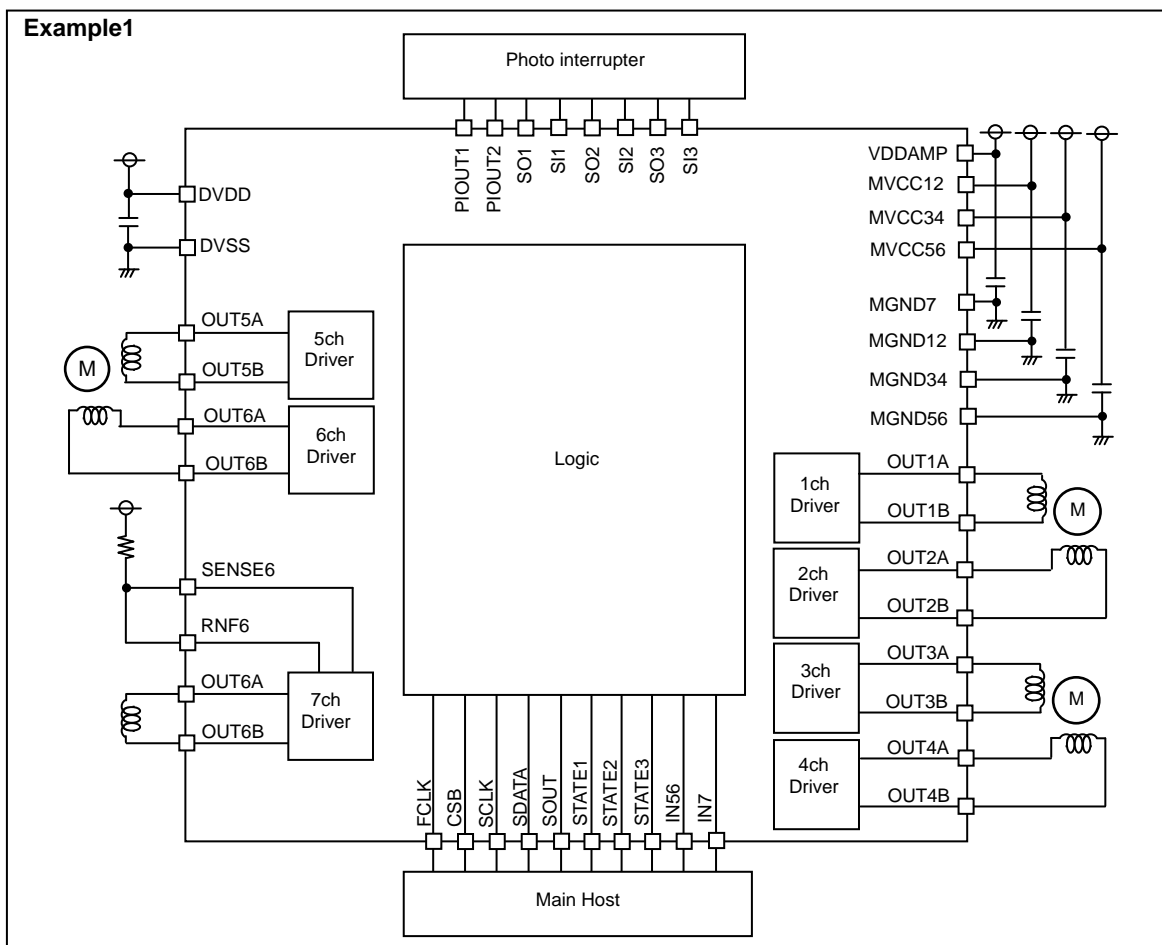 Example1
Photo interrupter
PIOUT1
PIOUT2
SO1
SI1
SO2
SI2
SO3
SI3
DVDD
DVSS
OUT5A
OUT5B
5ch
Driver
M
OUT6A
OUT6B
6ch
Driver
SENSE6
RNF6
OUT6A
OUT6B
7ch
Driver
Logic
VDDAMP
MVCC12
MVCC34
MVCC56
MGND7
MGND12
MGND34
MGND56
1ch
Driver
OUT1A
OUT1B
M
2ch
Driver
OUT2A
OUT2B
3ch
Driver
OUT3A
OUT3B
M
4ch
Driver
OUT4A
OUT4B
FCLK
CSB
SCLK
SDATA
SOUT
STATE1
STATE2
STATE3
IN56
IN7
Main Host